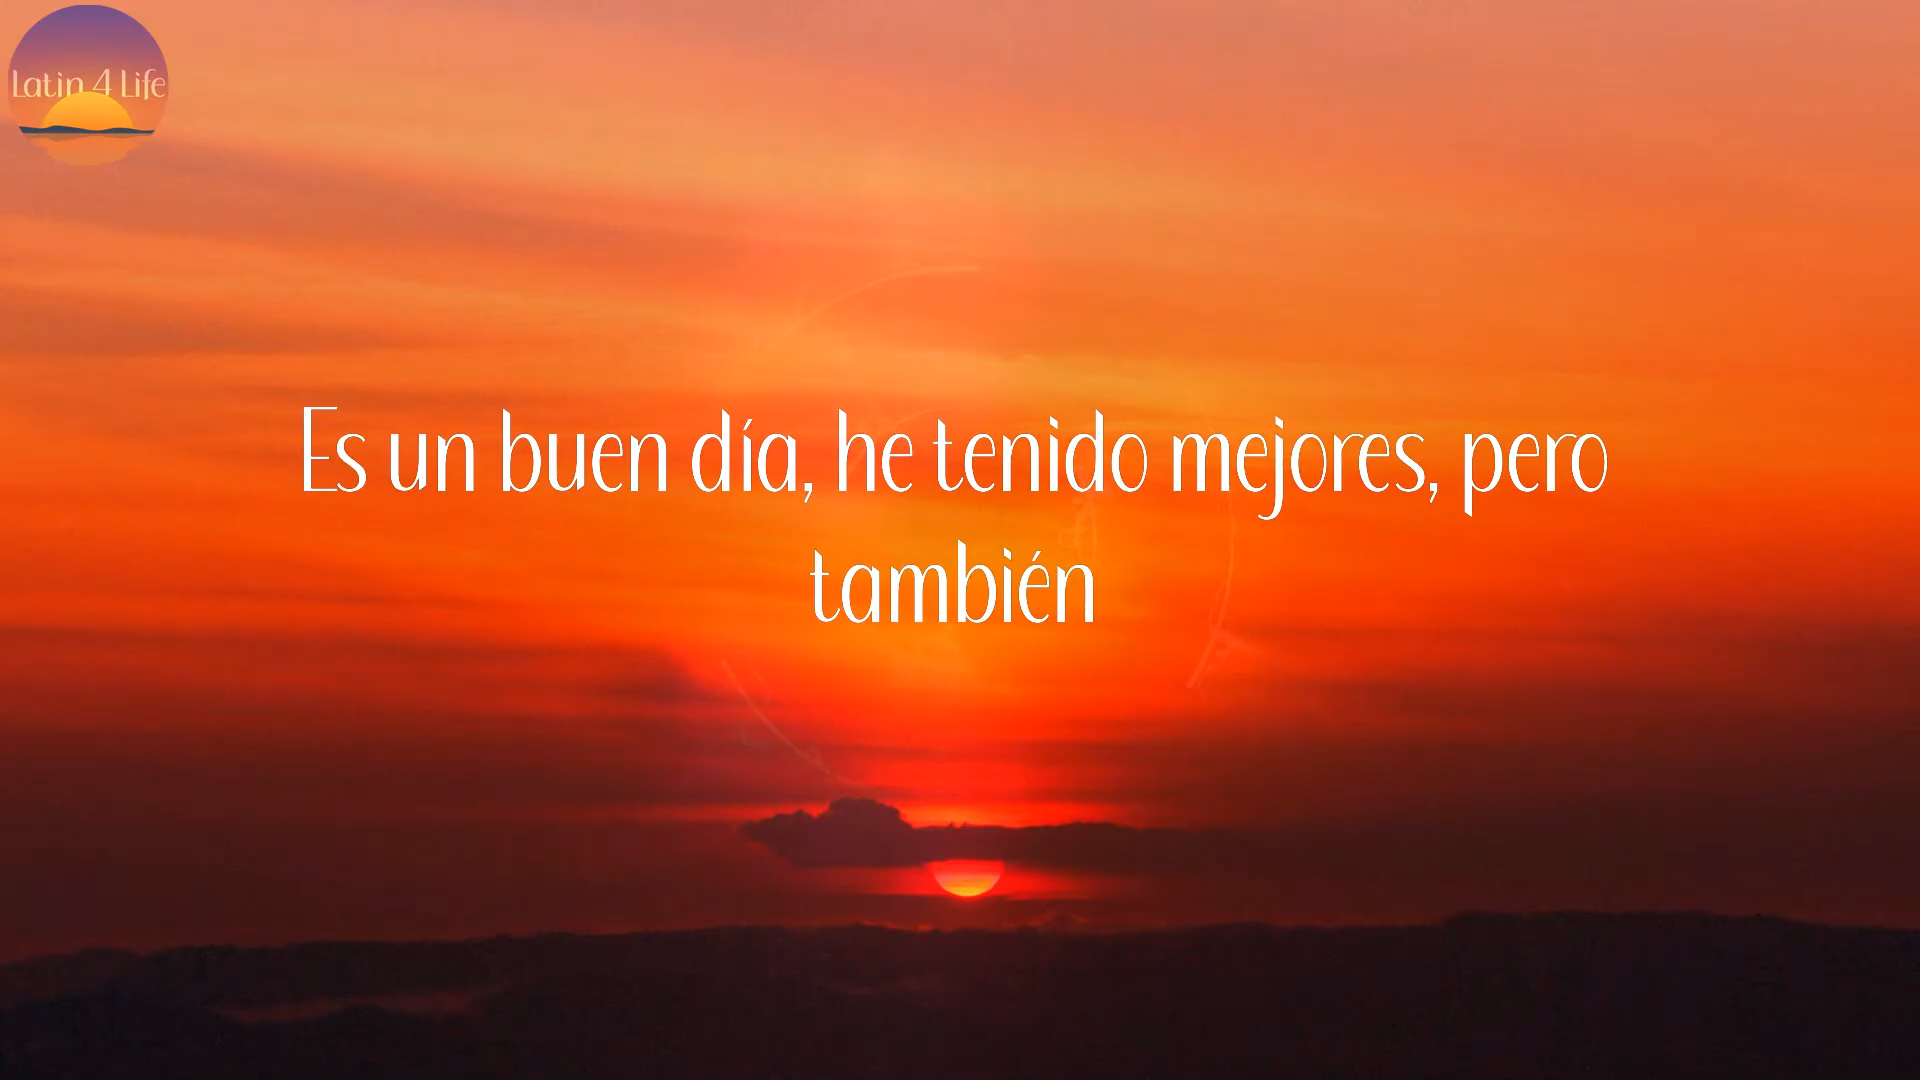 Latin 4 Life
Es un buen día, he tenido mejores, pero
también